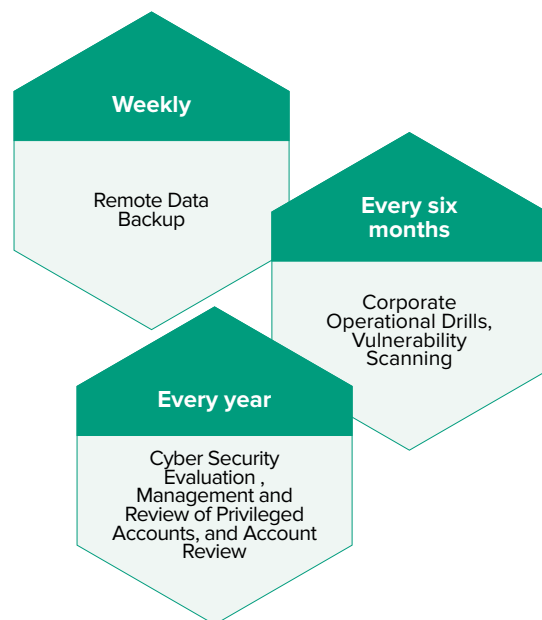 Weekly
Remote Data
Backup
Every six
months
Corporate
Operational Drills,
Vulnerability
Scanning
Every year
Cyber Security
Evaluation ,
Management and
Review of Privileged
Accounts, and Account
Review